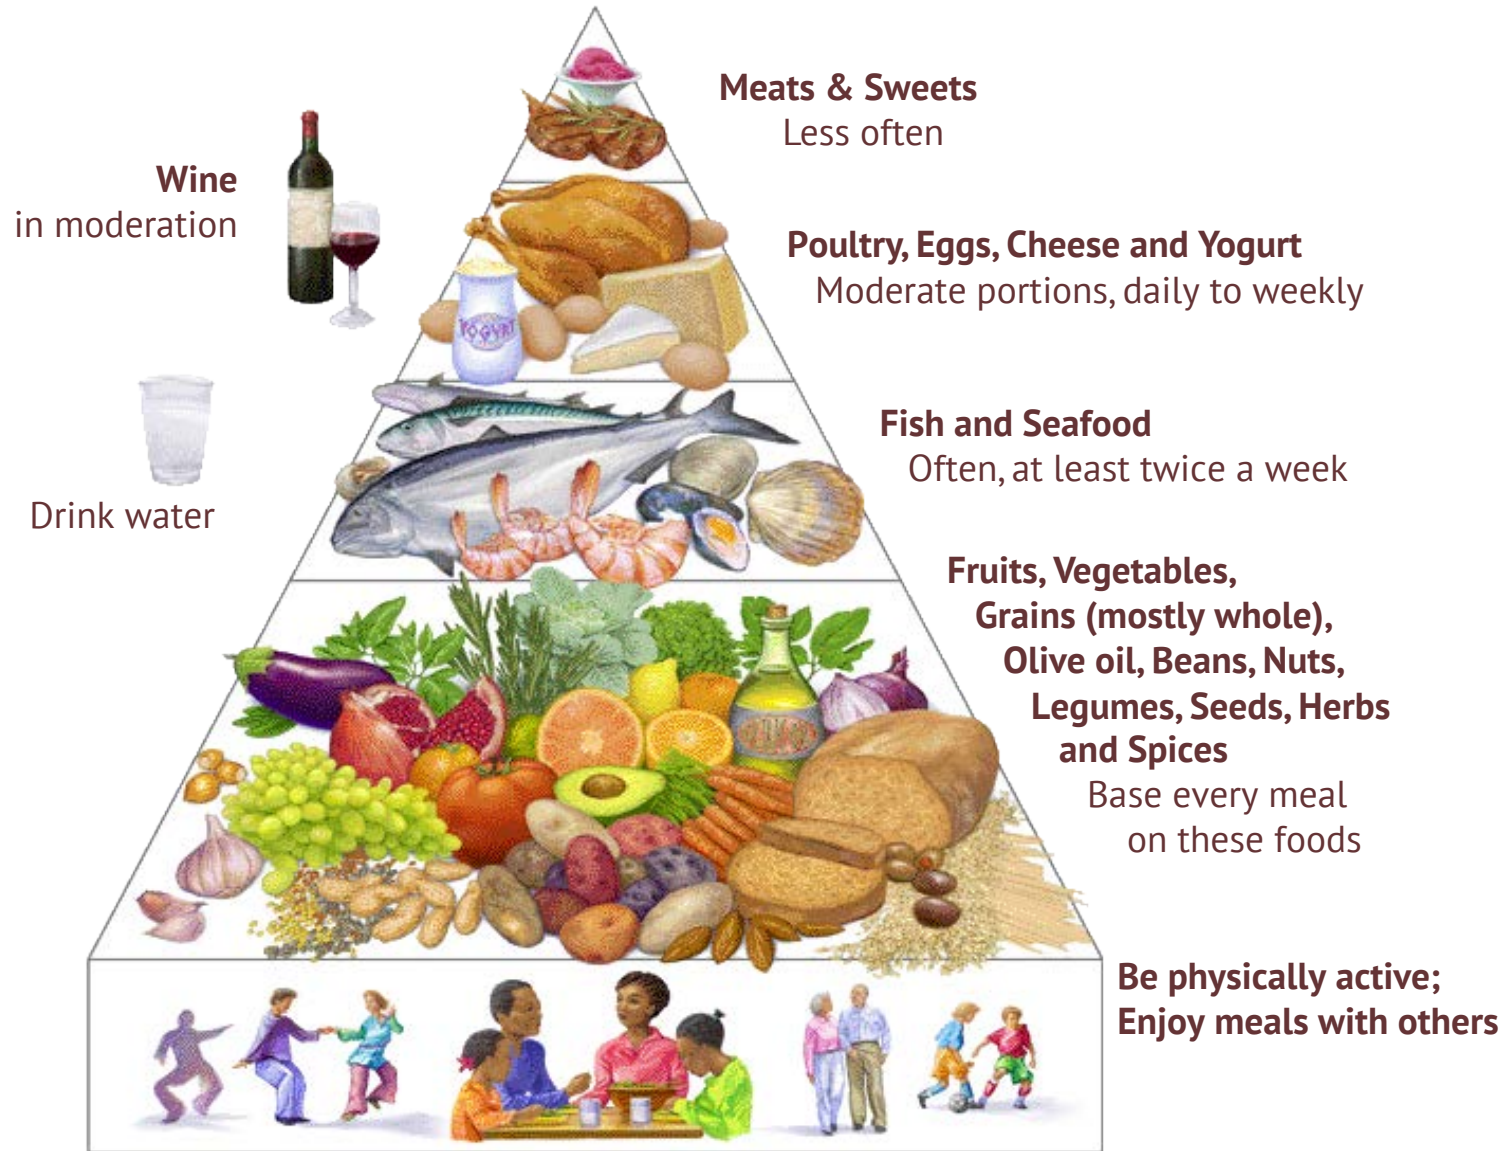 Meats & Sweets
Less often
Wine
in moderation
Poultry, Eggs, Cheese and Yogurt
Moderate portions, daily to weekly
YOGURT
Fish and Seafood
Often, at least twice a week
Drink water
Fruits, Vegetables,
Grains (mostly whole),
Olive oil, Beans, Nuts,
Legumes, Seeds, Herbs
and Spices
Base every meal
on these foods
Be physically active;
Enjoy meals with others